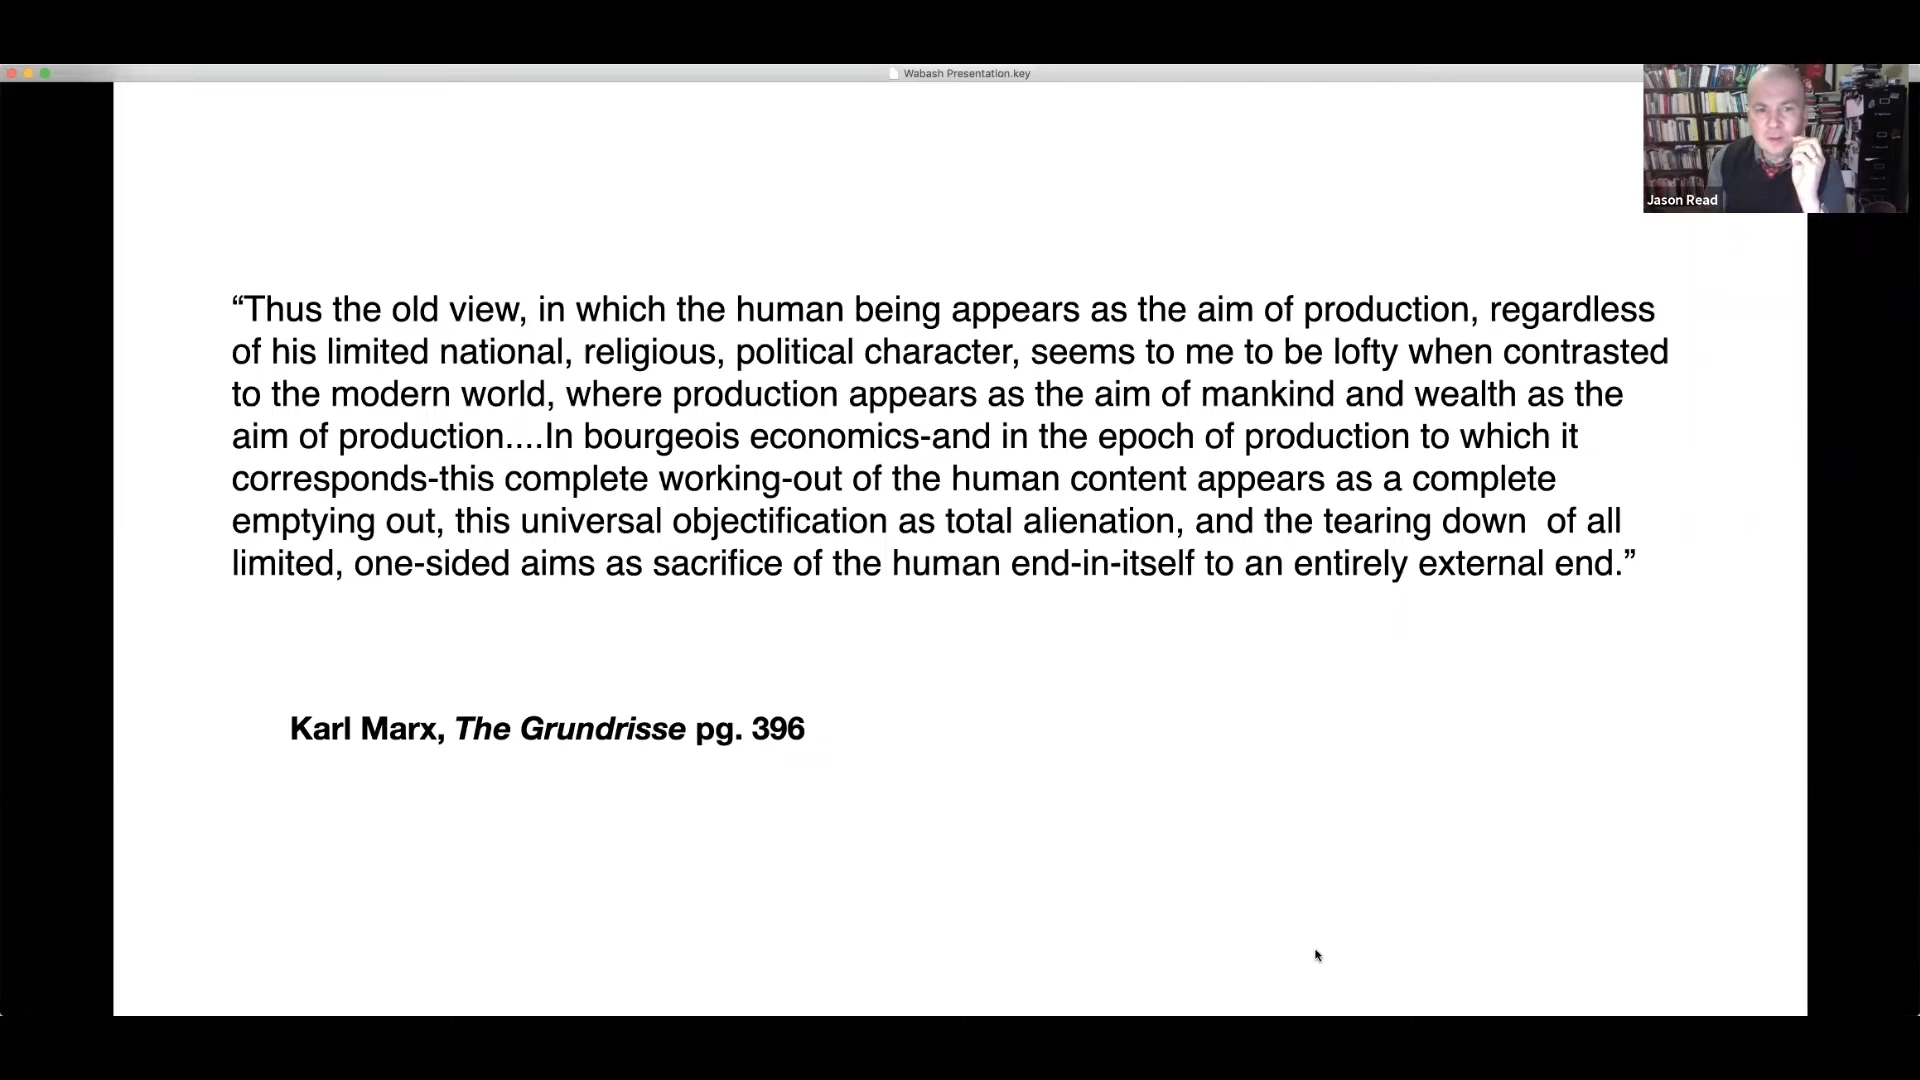 Wabash Presentation.key
Jason Read
“Thus the old view, in which the human being appears as the aim of production, regardless
of his limited national, religious, political character, seems to me to be lofty when contrasted
to the modern world, where production appears as the aim of mankind and wealth as the
aim of production....In bourgeois economics-and in the epoch of production to which it
corresponds-this complete working-out of the human content appears as a complete
emptying out, this universal objectification as total alienation, and the tearing down  of all
limited, one-sided aims as sacrifice of the human end-in-itself to an entirely external end.”
Karl Marx, The Grundrisse pg. 396